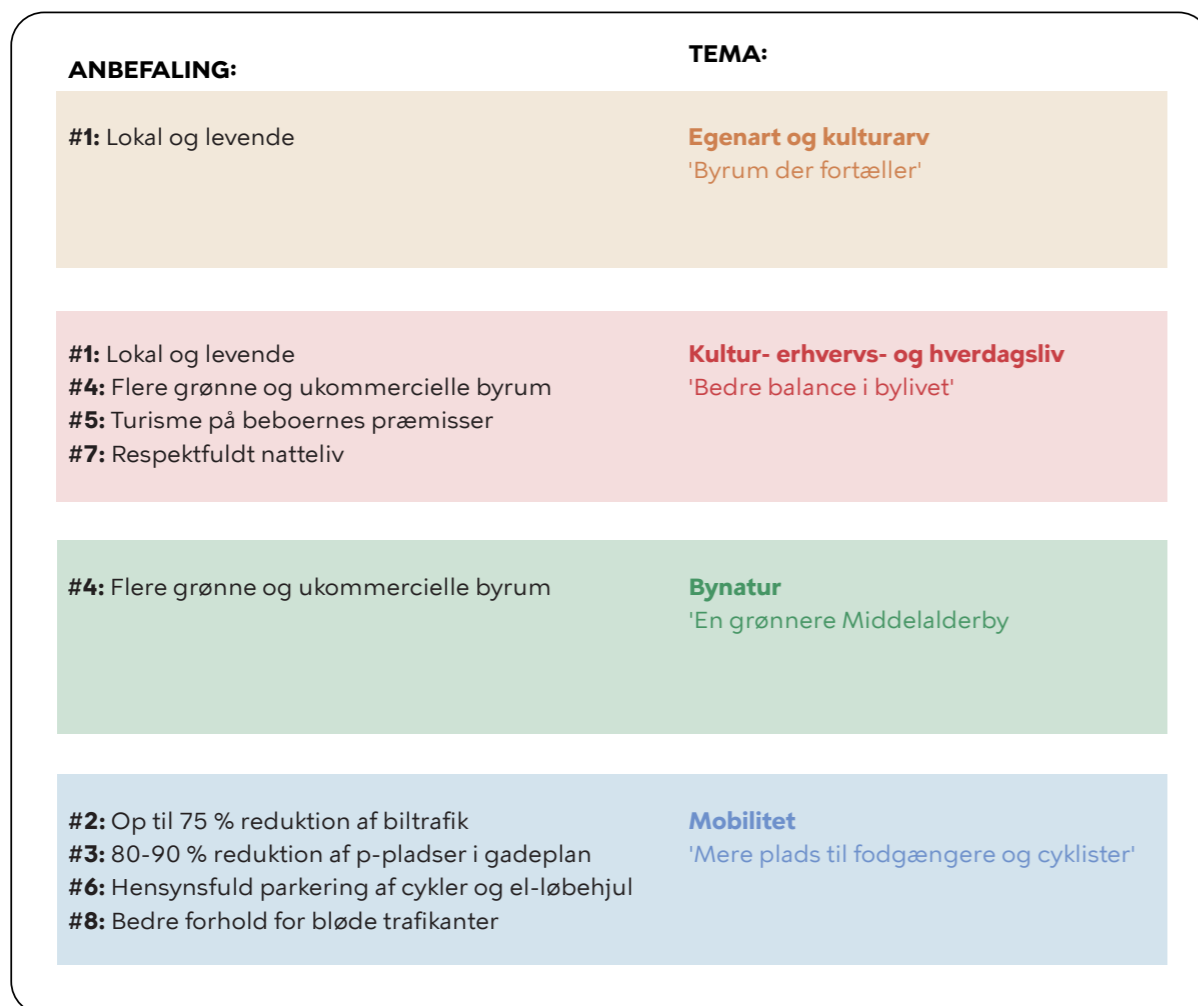 ANBEFALING:
TEMA:
#1: Lokal og levende
Egenart og kulturarv
'Byrum der fortæller'
#1: Lokal og levende
#4: Flere grønne og ukommercielle byrum
#5: Turisme på beboernes præmisser
#7: Respektfuldt natteliv
Kultur- erhvervs- og hverdagsliv
'Bedre balance i bylivet'
#4: Flere grønne og ukommercielle byrum
Bynatur
'En grønnere Middelalderby
#2: Op til 75 % reduktion af biltrafik
#3: 80-90 % reduktion af p-pladser i gadeplan
#6: Hensynsfuld parkering af cykler og el-løbehjul
#8: Bedre forhold for bløde trafikanter
Mobilitet
'Mere plads til fodgængere og cyklister'